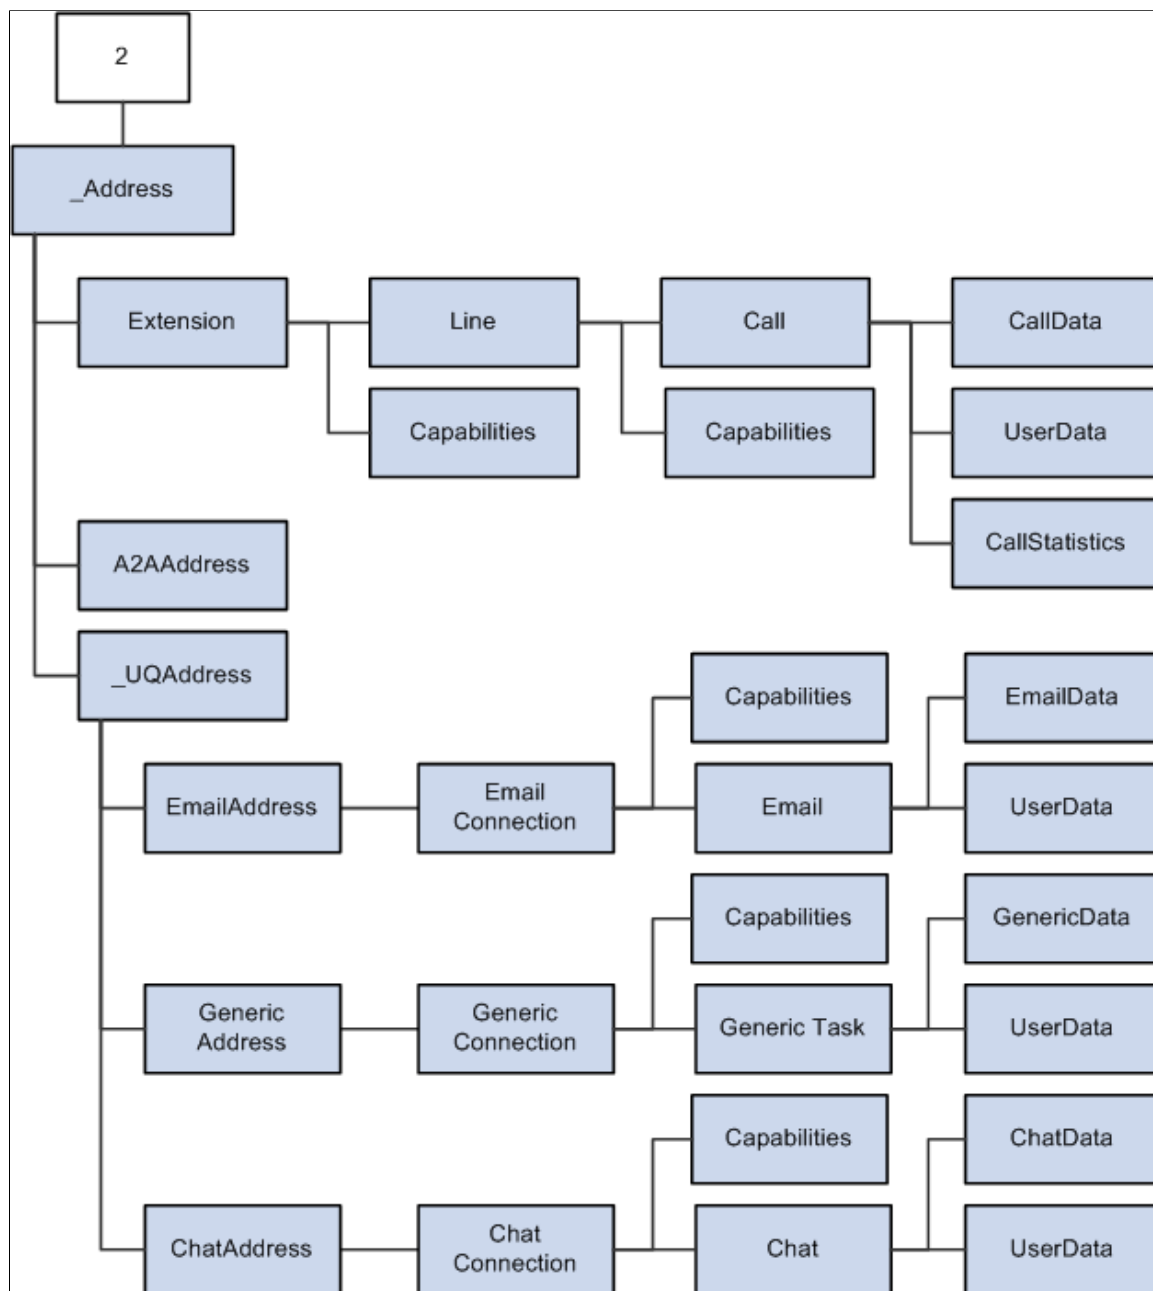 2
_Address
Extension
Line
Call
CallData
Capabilities
Capabilities
UserData
CallStatistics
A2AAddress
_UQAddress
Capabilities
EmailData
EmailAddress
Email
Connection
Email
UserData
Capabilities
GenericData
Generic
Address
Generic
Connection
Generic Task
UserData
Capabilities
ChatData
ChatAddress
Chat
Connection
Chat
UserData